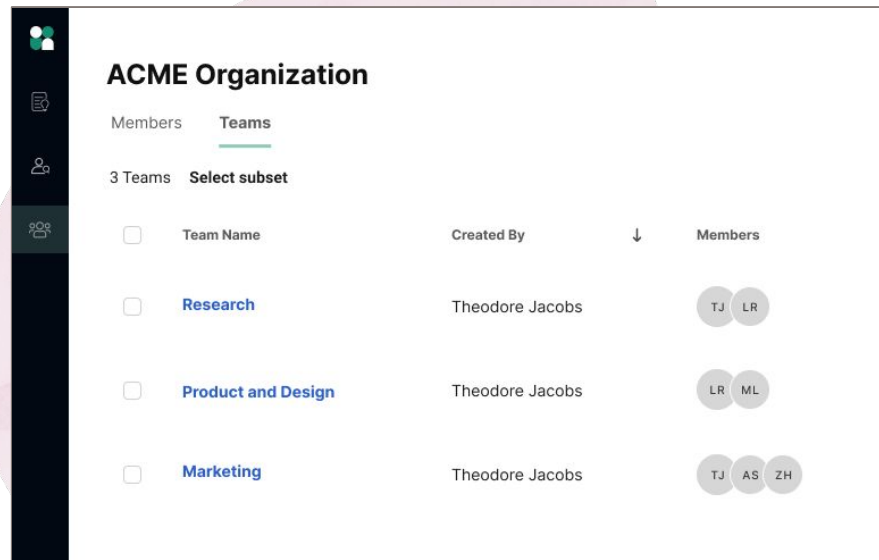 ACME Organization
Members Teams
3 Teams Select subset
Team Name Created By ↓ Members
Research Theodore Jacobs TJ LR
Product and Design Theodore Jacobs LR ML
Marketing Theodore Jacobs TJ AS ZH